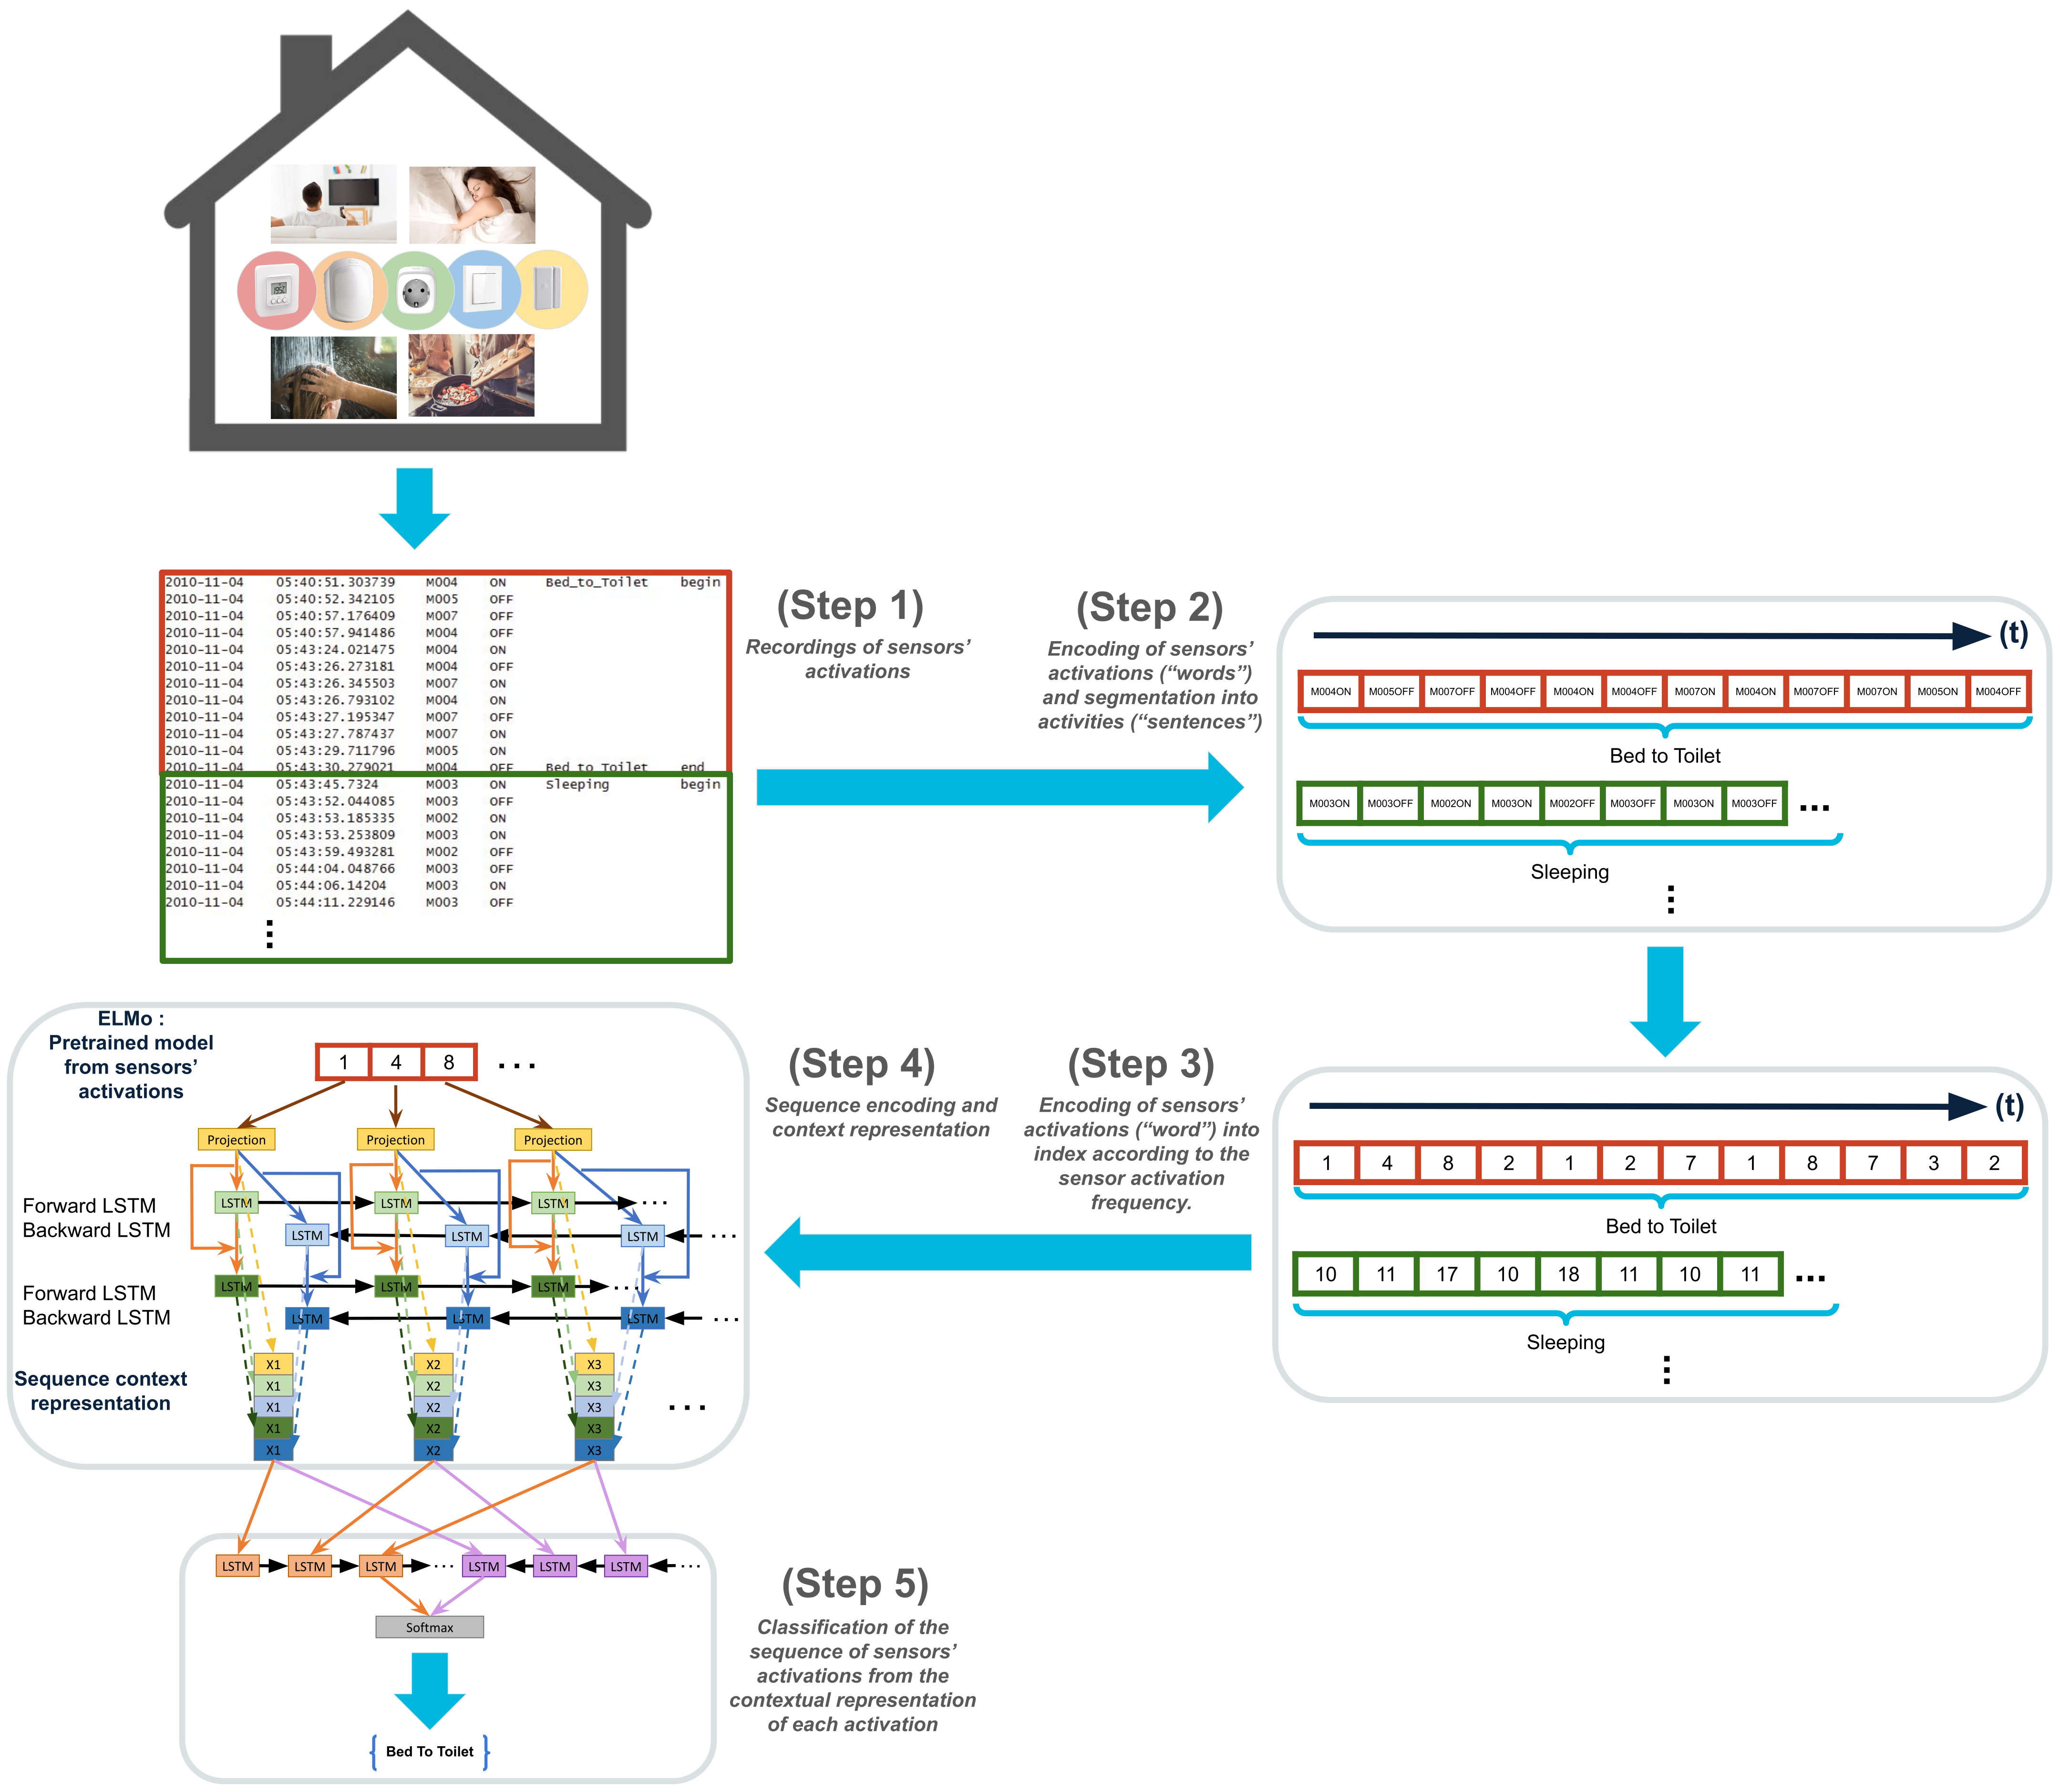 2010-11-04 05:40:51.303739 M004 ON Bed_to_Toilet begin
2010-11-04 05:40:52.342105 M005 OFF
2010-11-04 05:40:57.176409 M007 OFF
2010-11-04 05:40:57.941486 M004 OFF
2010-11-04 05:43:24.021475 M004 ON
2010-11-04 05:43:26.273181 M004 OFF
2010-11-04 05:43:26.345503 M007 ON
2010-11-04 05:43:26.793102 M004 ON
2010-11-04 05:43:27.195347 M007 OFF
2010-11-04 05:43:27.787437 M007 ON
2010-11-04 05:43:29.711796 M005 ON
2010-11-04 05:43:30.279021 M004 OFF Bed_to_Toilet end
2010-11-04 05:43:45.7324 M003 ON Sleeping begin
2010-11-04 05:43:52.044085 M003 OFF
2010-11-04 05:43:53.185335 M002 ON
2010-11-04 05:43:53.253809 M003 ON
2010-11-04 05:43:59.493281 M002 OFF
2010-11-04 05:44:04.048766 M003 OFF
2010-11-04 05:44:06.14204 M003 ON
2010-11-04 05:44:11.229146 M003 OFF
(Step 1)
Recordings of sensors’
activations
(Step 2)
Encoding of sensors’
activations (“words”)
and segmentation into
activities (“sentences”)
(t)
M004ON M005OFF M007OFF M004OFF M004ON M004OFF M007ON M004ON M007OFF M007ON M005ON M004OFF
Bed to Toilet
M003ON M003OFF M002ON M003ON M002OFF M003OFF M003ON M003OFF ...
Sleeping
(Step 3)
Encoding of sensors’
activations (“word”) into
index according to the
sensor activation
frequency.
(t)
1 4 8 2 1 2 7 1 8 7 3 2
Bed to Toilet
10 11 17 10 18 11 10 11 ...
Sleeping
(Step 4)
Sequence encoding and
context representation
ELMo :
Pretrained model
from sensors’
activations
1 4 8 ...
Projection Projection Projection
Forward LSTM
LSTM LSTM LSTM ...
Backward LSTM
LSTM LSTM LSTM ...
Forward LSTM
LSTM LSTM LSTM ...
Backward LSTM
LSTM LSTM LSTM ...
Sequence context
representation
X1 X2 X3
X1 X2 X3
X1 X2 X3 ...
X1 X2 X3
X1 X2 X3
LSTM LSTM LSTM ... LSTM LSTM LSTM ...
Softmax
{ Bed To Toilet }
(Step 5)
Classification of the
sequence of sensors’
activations from the
contextual representation
of each activation